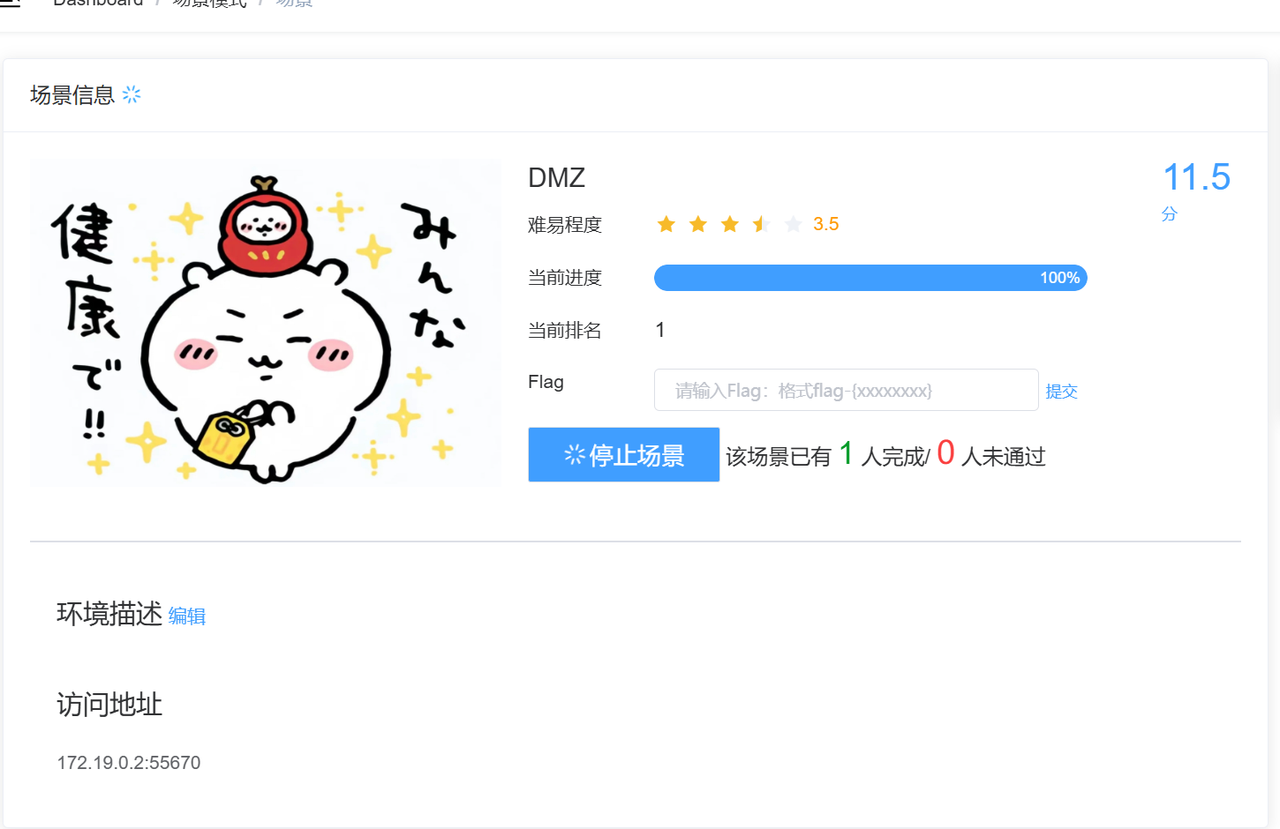 Dashboard / 场景模式 / 场景
场景信息
みんな
健康で!!
DMZ
11.5
分
难易程度 3.5
当前进度 100%
当前排名 1
Flag 请输入Flag：格式flag-{xxxxxxxx} 提交
停止场景 该场景已有 1 人完成/ 0 人未通过
环境描述 编辑
访问地址
172.19.0.2:55670